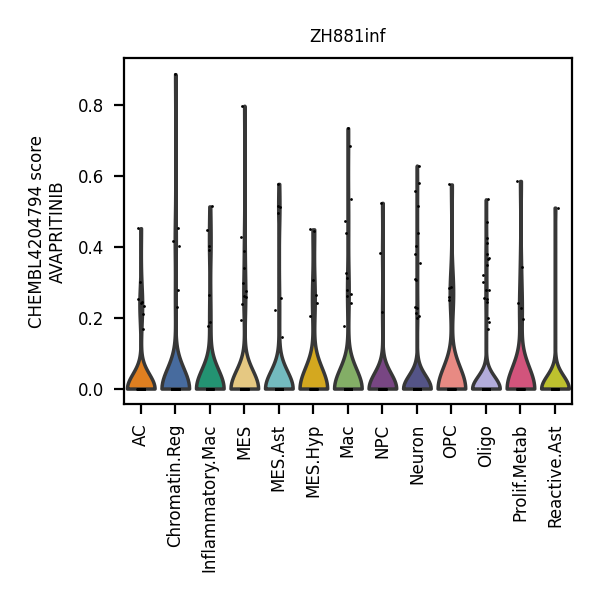 ZH881inf
CHEMBL4204794 score
AVAPRITINIB
0.8
0.6
0.4
0.2
0.0
AC
Chromatin.Reg
Inflammatory.Mac
MES
MES.Ast
MES.Hyp
Mac
NPC
Neuron
OPC
Oligo
Prolif.Metab
Reactive.Ast